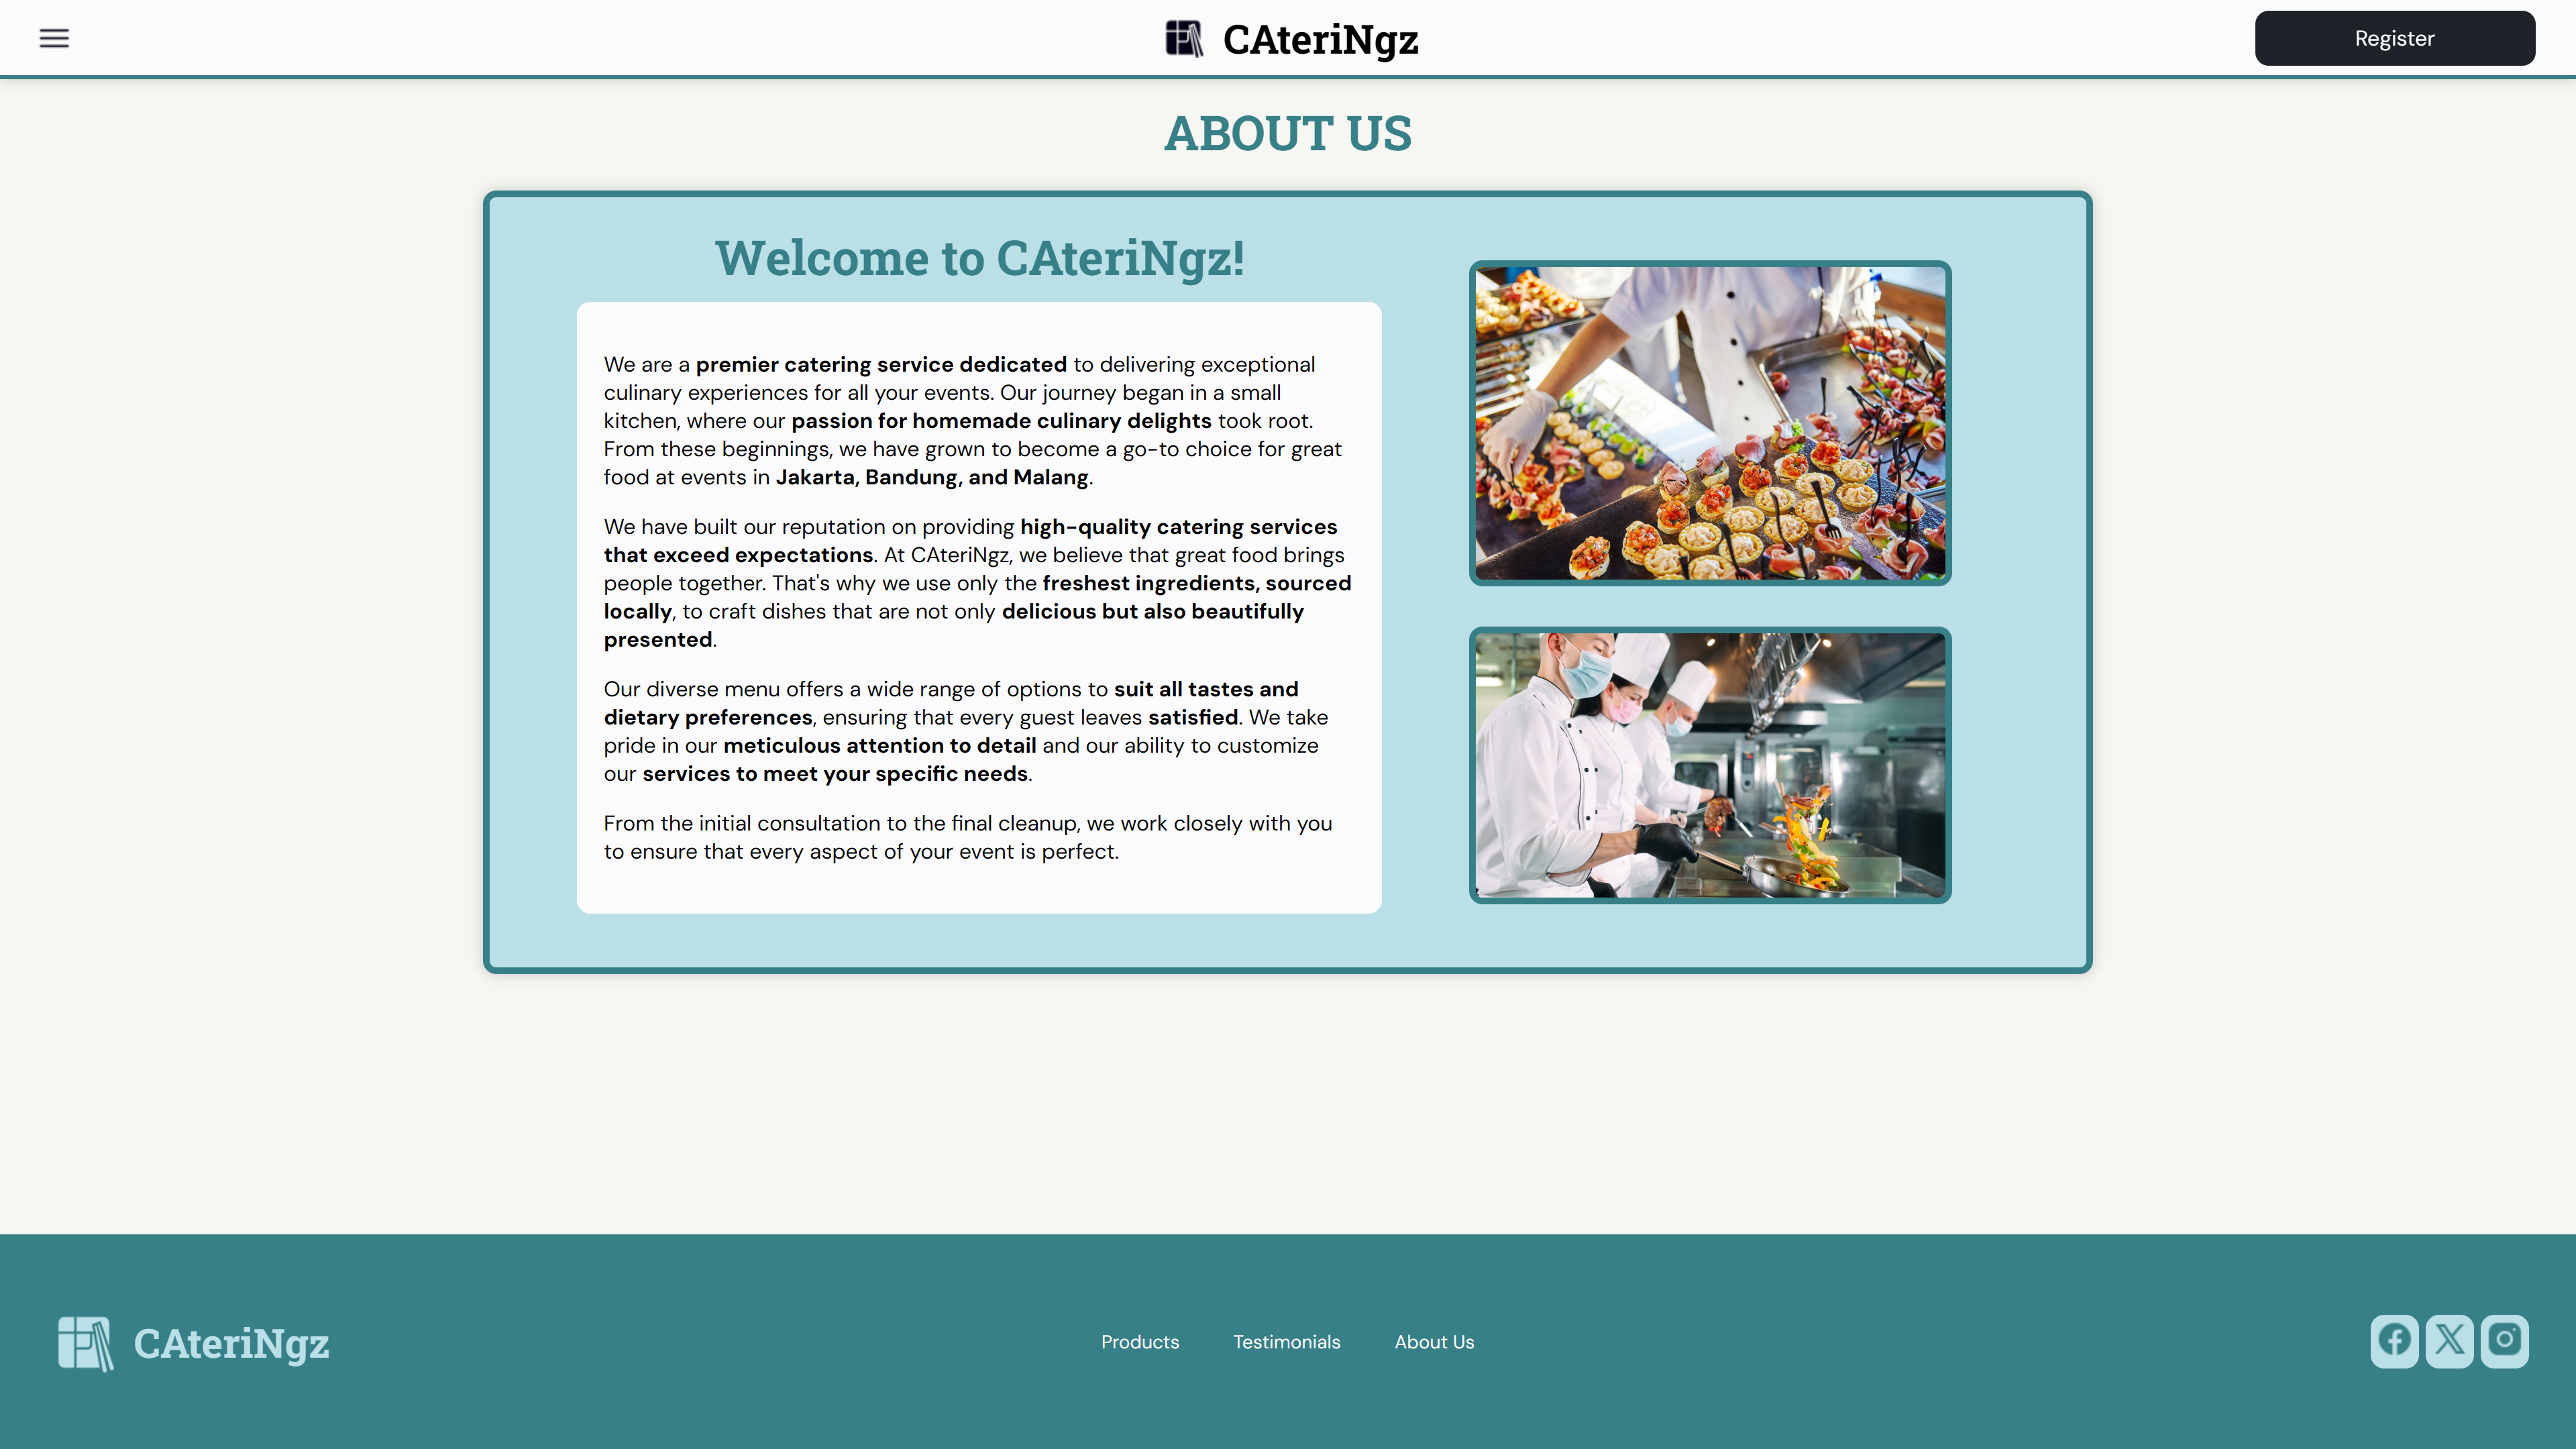 CAteriNgz
Register
ABOUT US
Welcome to CAteriNgz!
We are a premier catering service dedicated to delivering exceptional
culinary experiences for all your events. Our journey began in a small
kitchen, where our passion for homemade culinary delights took root.
From these beginnings, we have grown to become a go-to choice for great
food at events in Jakarta, Bandung, and Malang.
We have built our reputation on providing high-quality catering services
that exceed expectations. At CAteriNgz, we believe that great food brings
people together. That's why we use only the freshest ingredients, sourced
locally, to craft dishes that are not only delicious but also beautifully
presented.
Our diverse menu offers a wide range of options to suit all tastes and
dietary preferences, ensuring that every guest leaves satisfied. We take
pride in our meticulous attention to detail and our ability to customize
our services to meet your specific needs.
From the initial consultation to the final cleanup, we work closely with you
to ensure that every aspect of your event is perfect.
CAteriNgz
Products
Testimonials
About Us